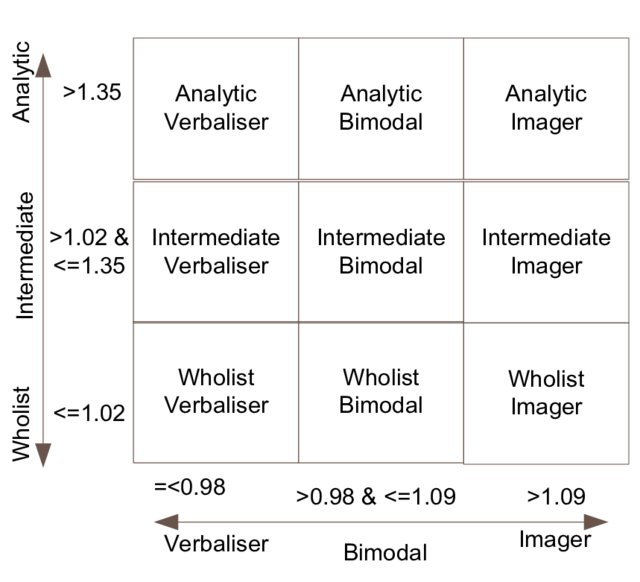 Analytic
>1.35
Analytic
Verbaliser
Analytic
Bimodal
Analytic
Imager
Intermediate
>1.02 &
<=1.35
Intermediate
Verbaliser
Intermediate
Bimodal
Intermediate
Imager
Wholist
<=1.02
Wholist
Verbaliser
Wholist
Bimodal
Wholist
Imager
=<0.98
>0.98 & <=1.09
>1.09
Verbaliser
Bimodal
Imager